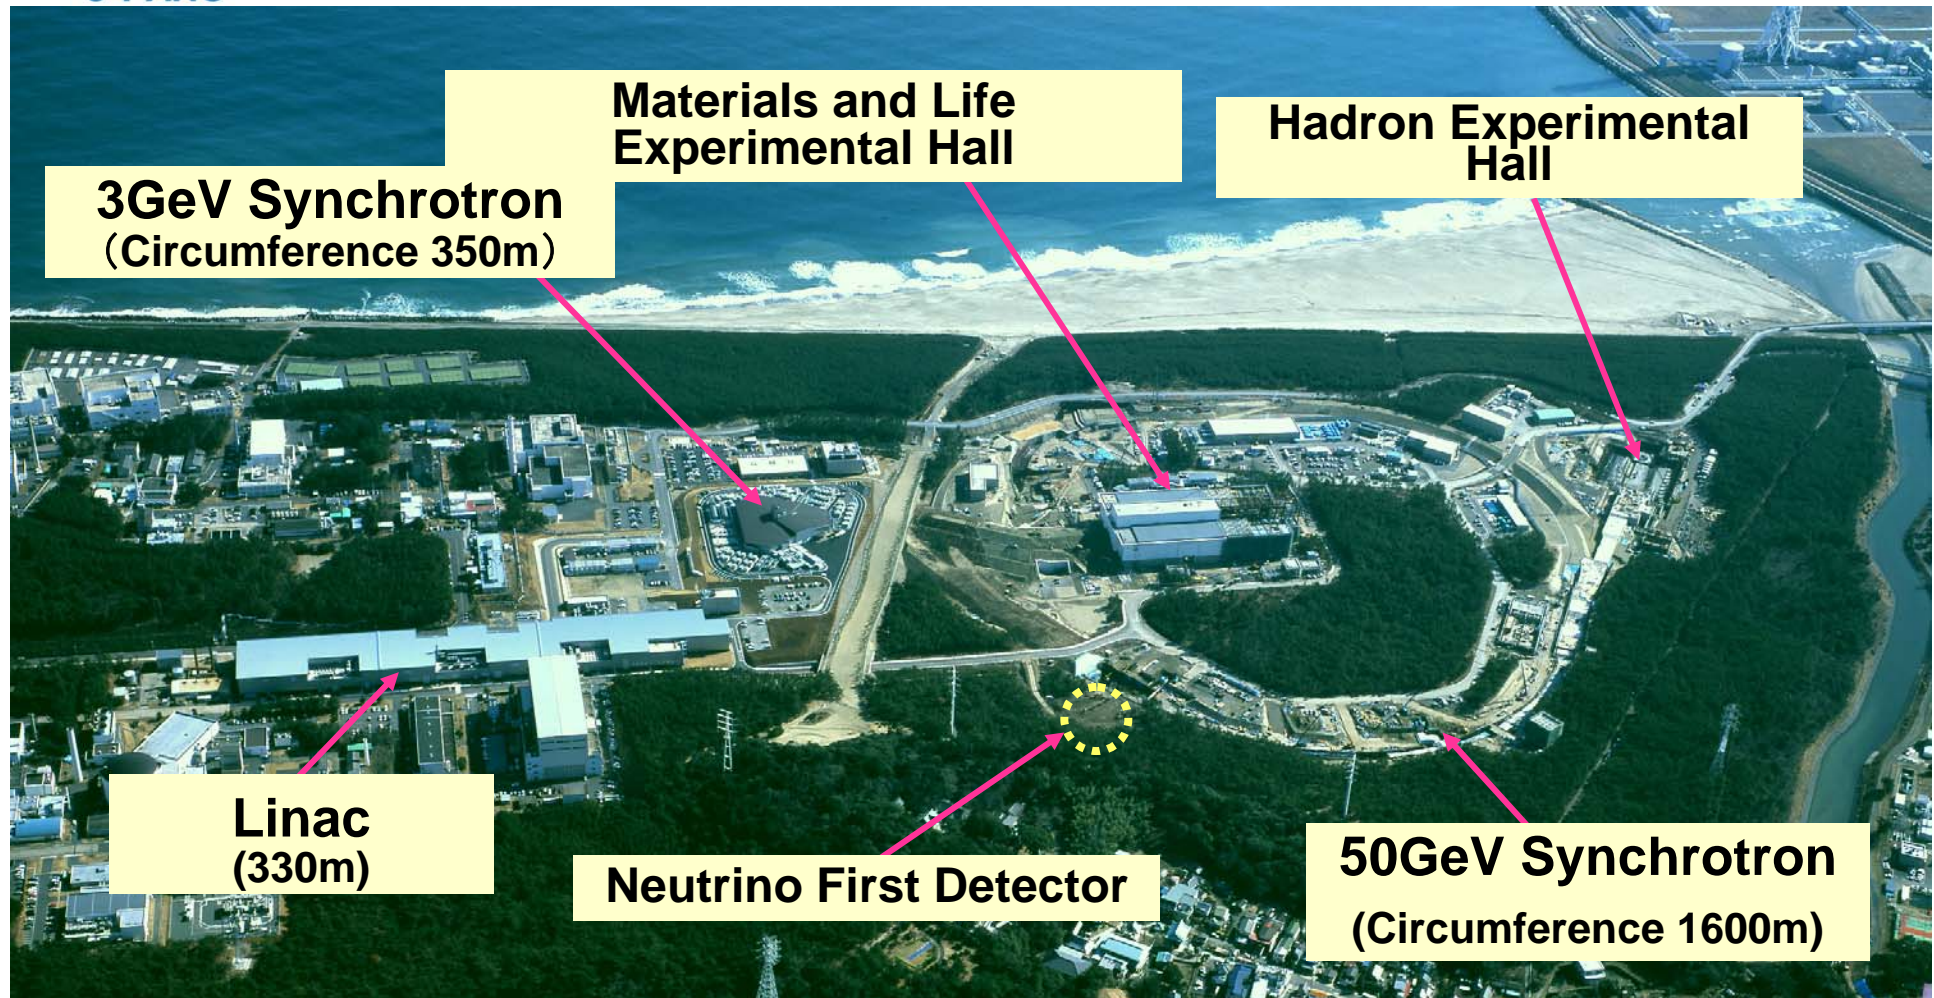 Materials and Life
Experimental Hall
Hadron Experimental
Hall
3GeV Synchrotron
(Circumference 350m)
Linac
(330m)
Neutrino First Detector
50GeV Synchrotron
(Circumference 1600m)